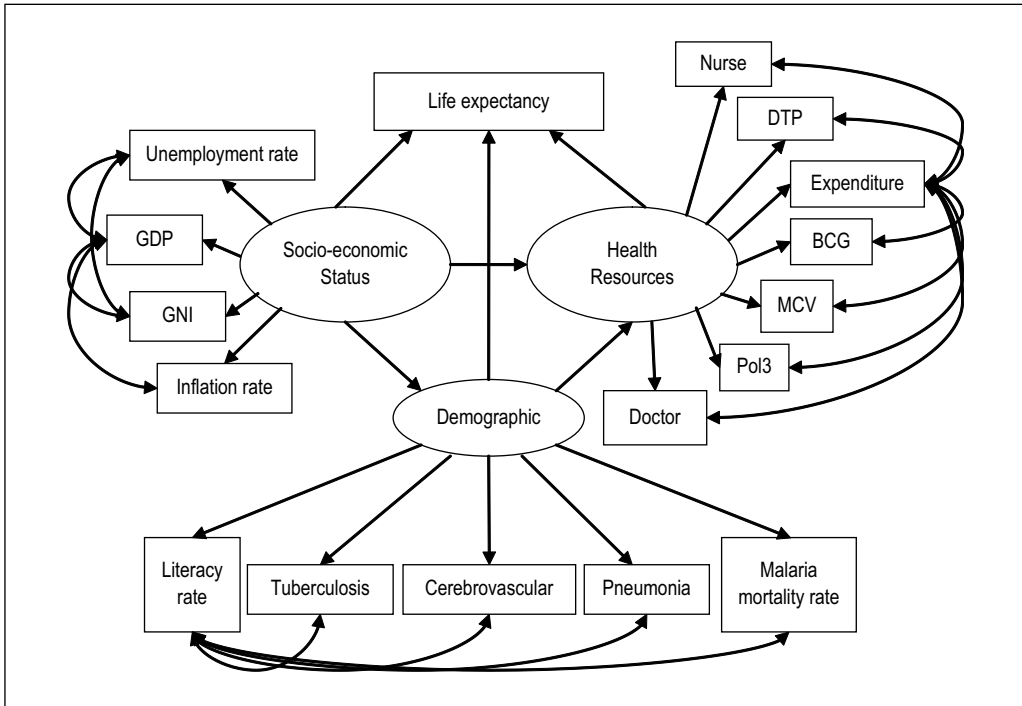 Nurse
Life expectancy
DTP
Unemployment rate
Expenditure
GDP
Socio-economic
Status
Health
Resources
BCG
GNI
MCV
Inflation rate
Pol3
Demographic
Doctor
Literacy
rate
Tuberculosis
Cerebrovascular
Pneumonia
Malaria
mortality rate